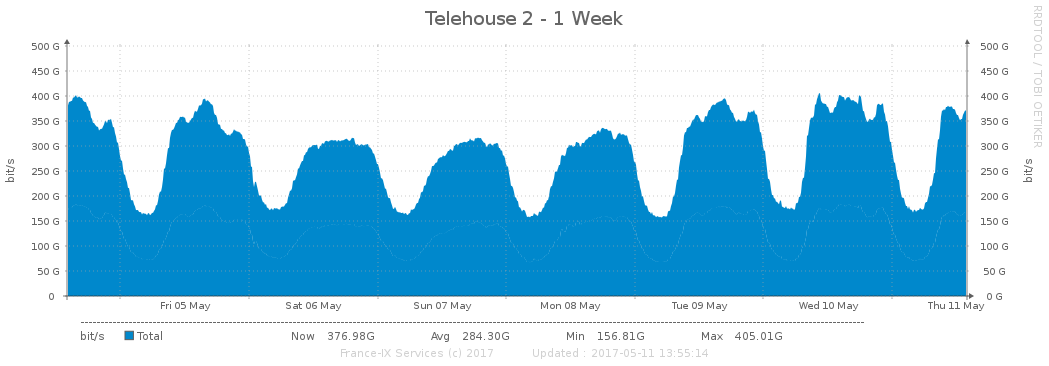 Telehouse 2 - 1 Week
RRDTOOL / TOBI OETIKER
500 G 500 G
450 G 450 G
400 G 400 G
350 G 350 G
300 G 300 G
250 G 250 G
200 G 200 G
150 G 150 G
100 G 100 G
50 G 50 G
0 0 G
bit/s bit/s
Fri 05 May Sat 06 May Sun 07 May Mon 08 May Tue 09 May Wed 10 May Thu 11 May
bit/s Total Now 376.98G Avg 284.30G Min 156.81G Max 405.01G
France-IX Services (c) 2017 Updated : 2017-05-11 13:55:14